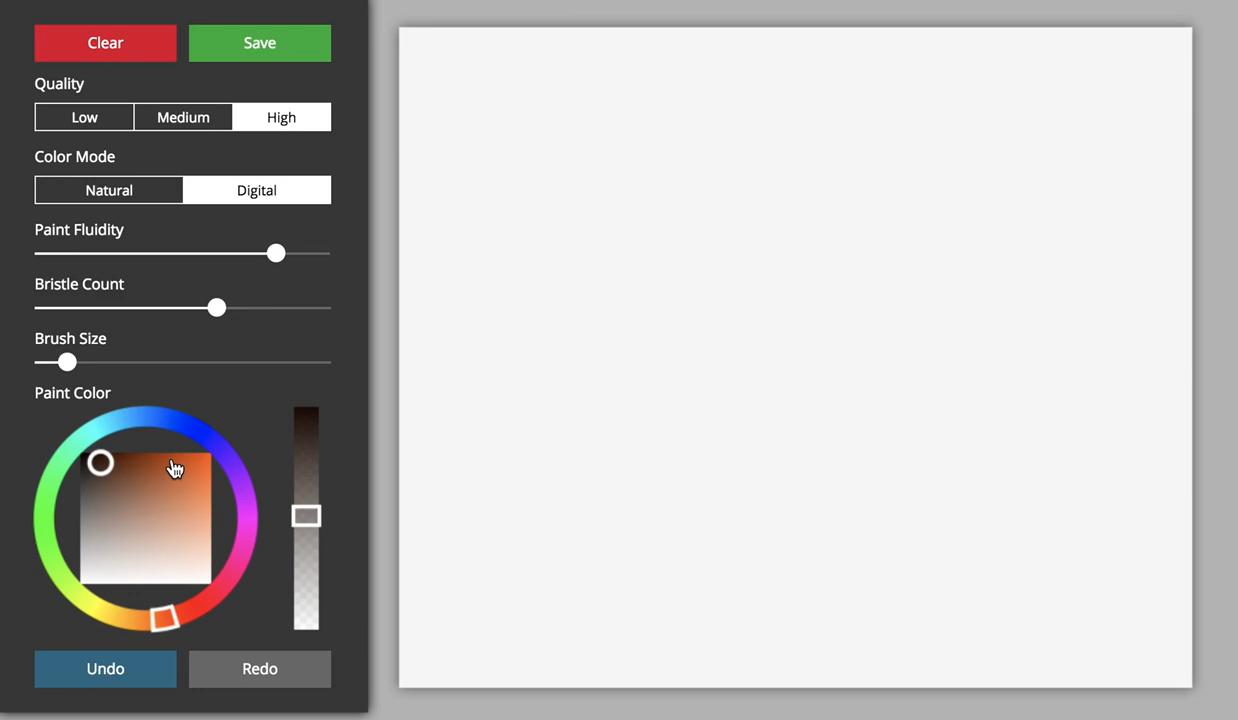 Clear Save
Quality
Low Medium High
Color Mode
Natural Digital
Paint Fluidity
Bristle Count
Brush Size
Paint Color
Undo Redo